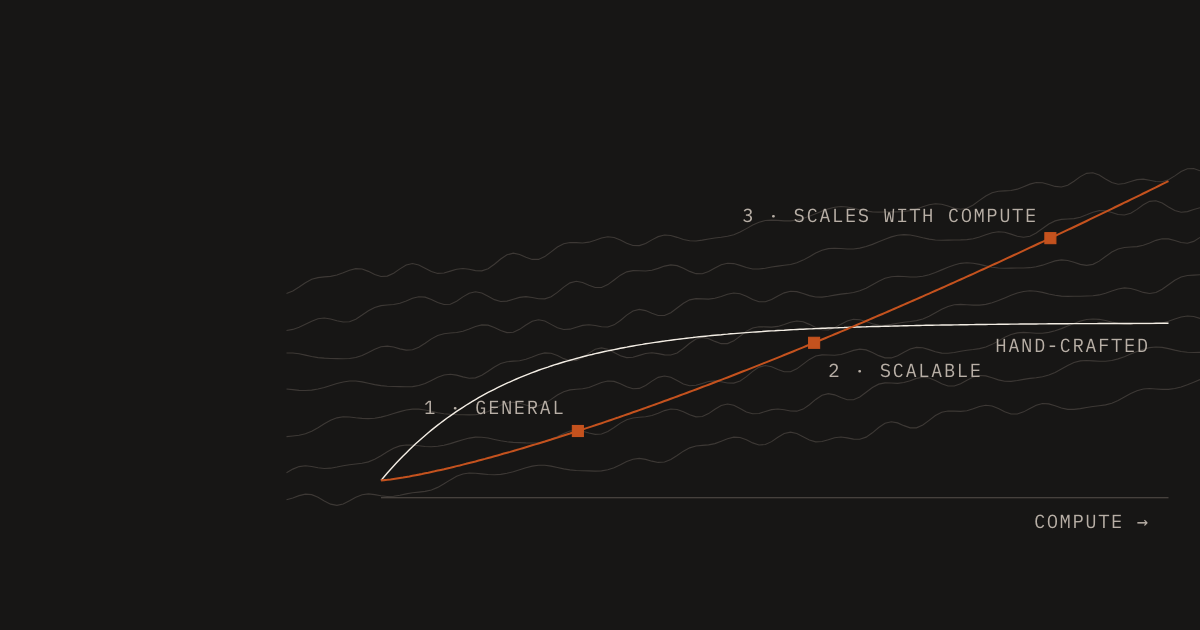 3 · SCALES WITH COMPUTE
HAND-CRAFTED
2 · SCALABLE
1 · GENERAL
COMPUTE →